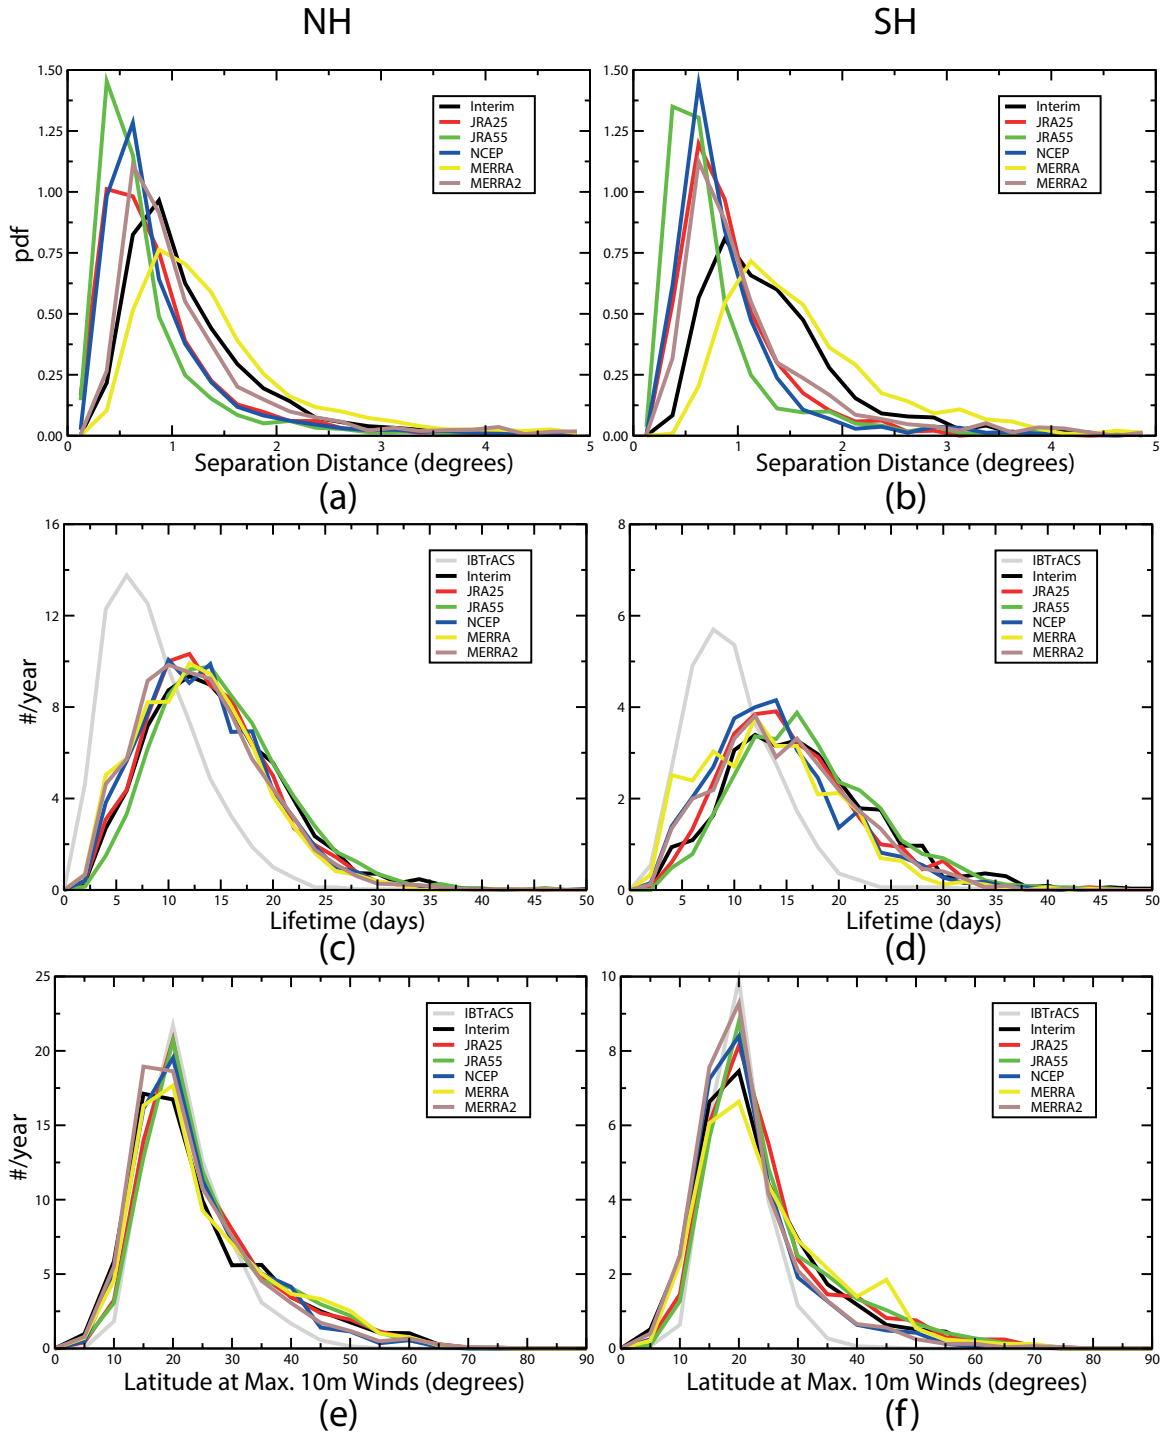 NH
SH
1.50
1.25
1.00
0.75
0.50
0.25
0.00
pdf
Interim
JRA25
JRA55
NCEP
MERRA
MERRA2
0 1 2 3 4 5
Separation Distance (degrees)
(a)
1.50
1.25
1.00
0.75
0.50
0.25
0.00
Interim
JRA25
JRA55
NCEP
MERRA
MERRA2
0 1 2 3 4 5
Separation Distance (degrees)
(b)
16
12
8
4
0
#/year
IBTrACS
Interim
JRA25
JRA55
NCEP
MERRA
MERRA2
0 5 10 15 20 25 30 35 40 45 50
Lifetime (days)
(c)
8
6
4
2
0
IBTrACS
Interim
JRA25
JRA55
NCEP
MERRA
MERRA2
0 5 10 15 20 25 30 35 40 45 50
Lifetime (days)
(d)
25
20
15
10
5
0
#/year
IBTrACS
Interim
JRA25
JRA55
NCEP
MERRA
MERRA2
0 10 20 30 40 50 60 70 80 90
Latitude at Max. 10m Winds (degrees)
(e)
10
8
6
4
2
0
IBTrACS
Interim
JRA25
JRA55
NCEP
MERRA
MERRA2
0 10 20 30 40 50 60 70 80 90
Latitude at Max. 10m Winds (degrees)
(f)